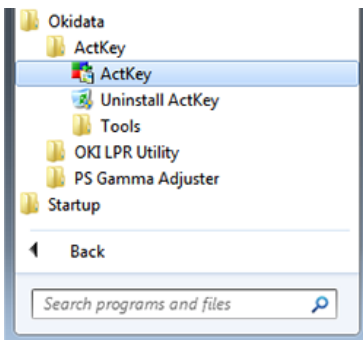 Okidata
ActKey
ActKey
Uninstall ActKey
Tools
OKI LPR Utility
PS Gamma Adjuster
Startup
Back
Search programs and files